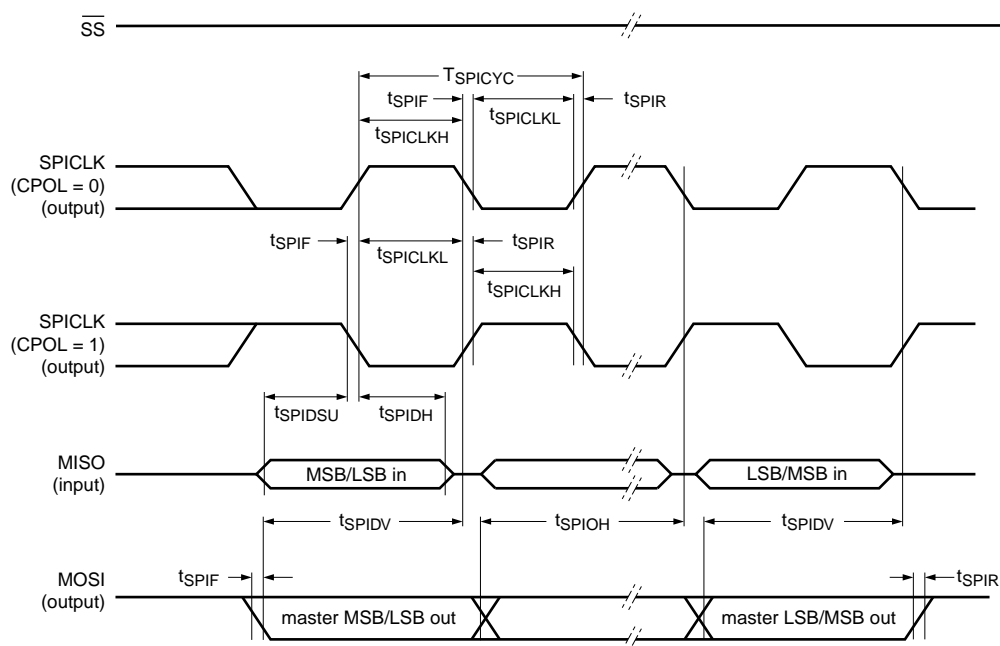 SS
TSPICYC
tSPIF
tSPICLKL
tSPIR
tSPICLKH
SPICLK
(CPOL = 0)
(output)
tSPIF
tSPICLKL
tSPIR
tSPICLKH
SPICLK
(CPOL = 1)
(output)
tSPIDSU
tSPIDH
MISO
(input)
MSB/LSB in
LSB/MSB in
tSPIDV
tSPIOH
tSPIDV
tSPIF
tSPIR
MOSI
(output)
master MSB/LSB out
master LSB/MSB out